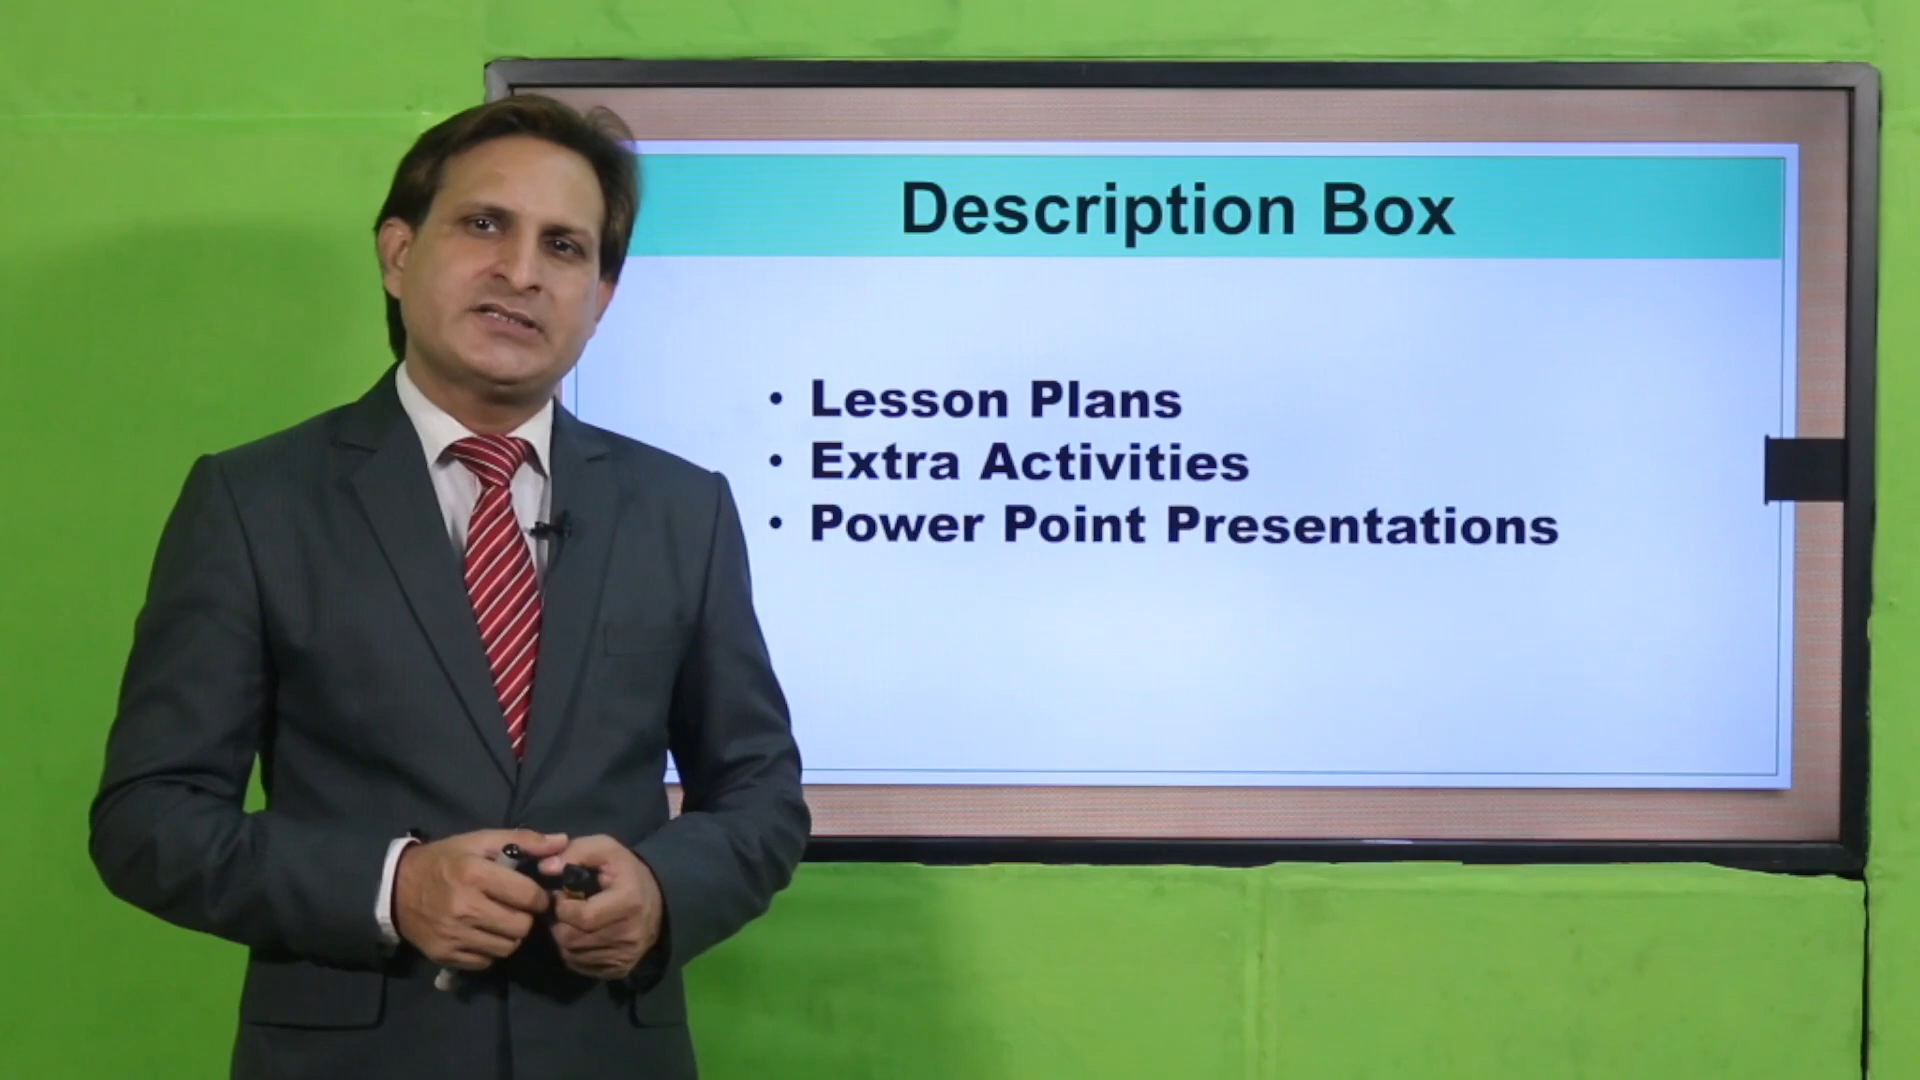 Description Box
• Lesson Plans
• Extra Activities
• Power Point Presentations